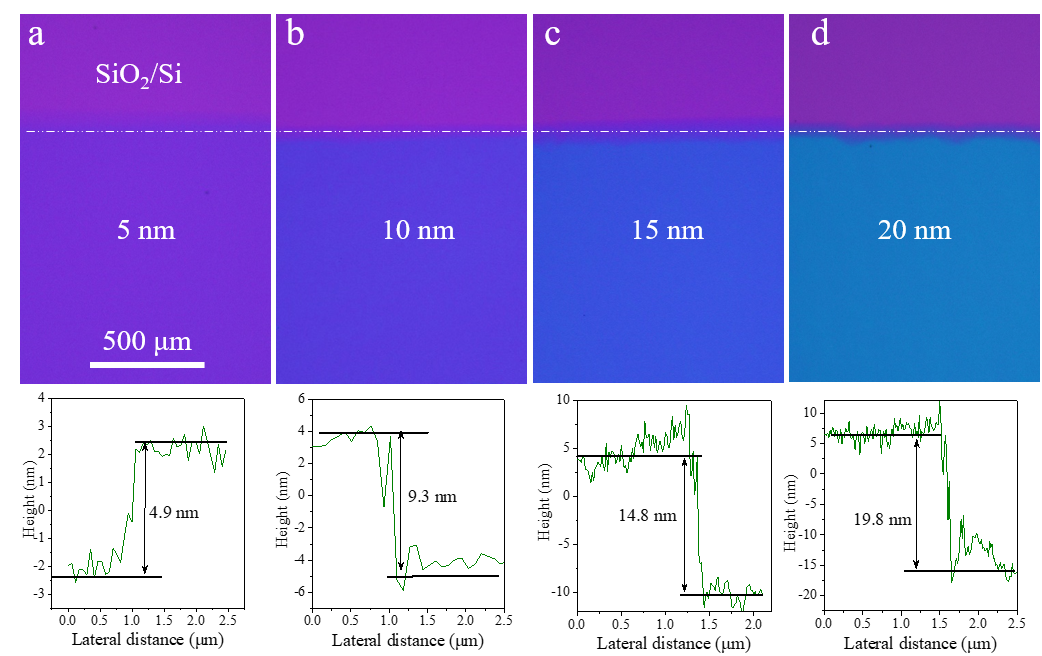 a
b
c
d
SiO₂/Si
5 nm
10 nm
15 nm
20 nm
500 μm
4
3
2
1
0
-1
-2
-3
Height (nm)
4.9 nm
0.0 0.5 1.0 1.5 2.0 2.5
Lateral distance (μm)
6
4
2
0
-2
-4
-6
Height (nm)
9.3 nm
0.0 0.5 1.0 1.5 2.0 2.5
Lateral distance (μm)
10
5
0
-5
-10
Height (nm)
14.8 nm
0.0 0.5 1.0 1.5 2.0
Lateral distance (μm)
10
5
0
-5
-10
-15
-20
Height (nm)
19.8 nm
0.0 0.5 1.0 1.5 2.0 2.5
Lateral distance (μm)